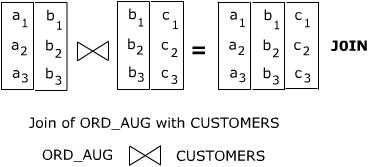 a1 b1 b1 c1 a1 b1 c1
a2 b2 b2 c2 = a2 b2 c2 JOIN
a3 b3 b3 c3 a3 b3 c3
Join of ORD_AUG with CUSTOMERS
ORD_AUG ⋈ CUSTOMERS